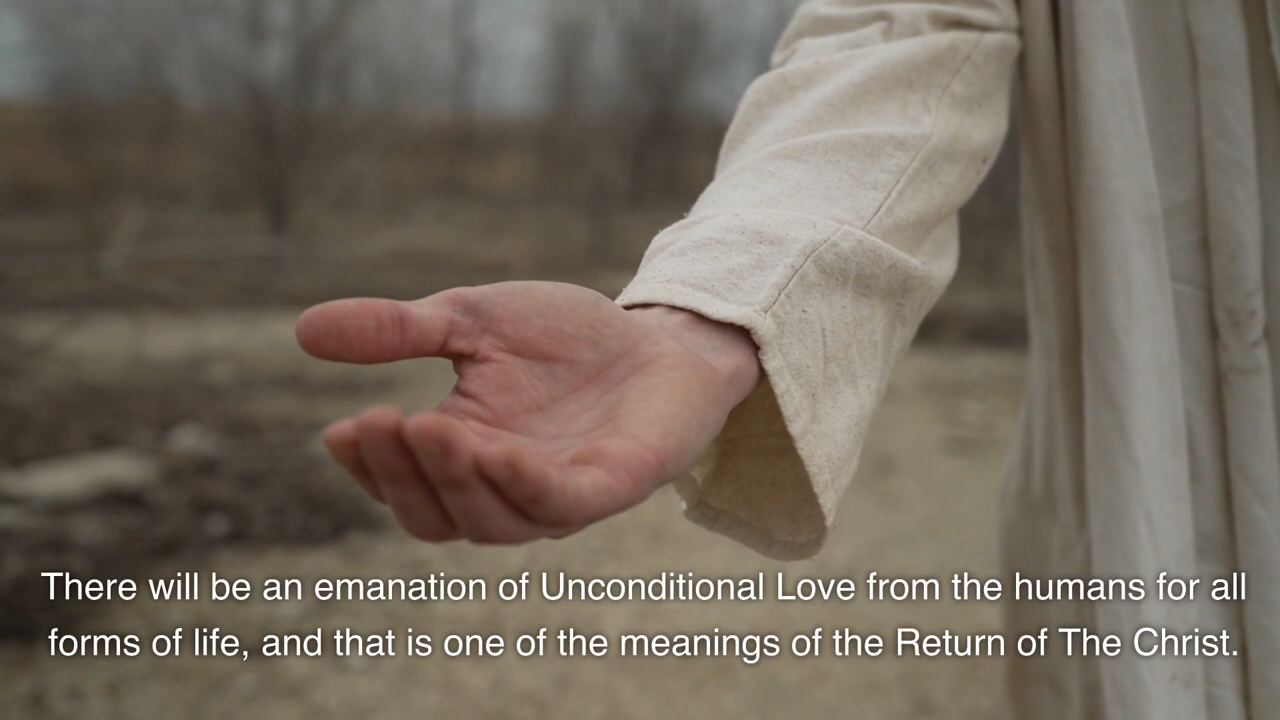 There will be an emanation of Unconditional Love from the humans for all
forms of life, and that is one of the meanings of the Return of The Christ.